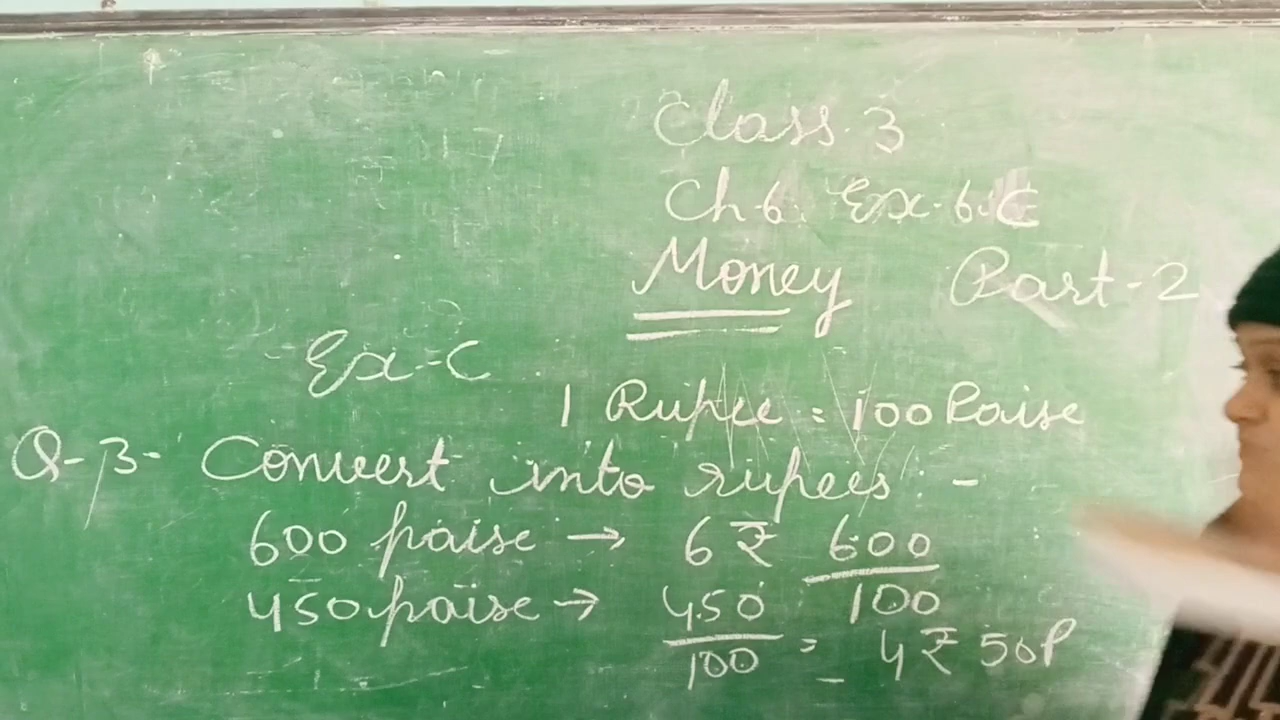 Class 3
Ch-6 Ex-6.C
Money Part-2
Ex-C
1 Rupee = 100 Paise
Q-3- Convert into rupees :-
600 paise → 6 ₹ 600/100
450 paise → 450/100 = 4 ₹ 50P